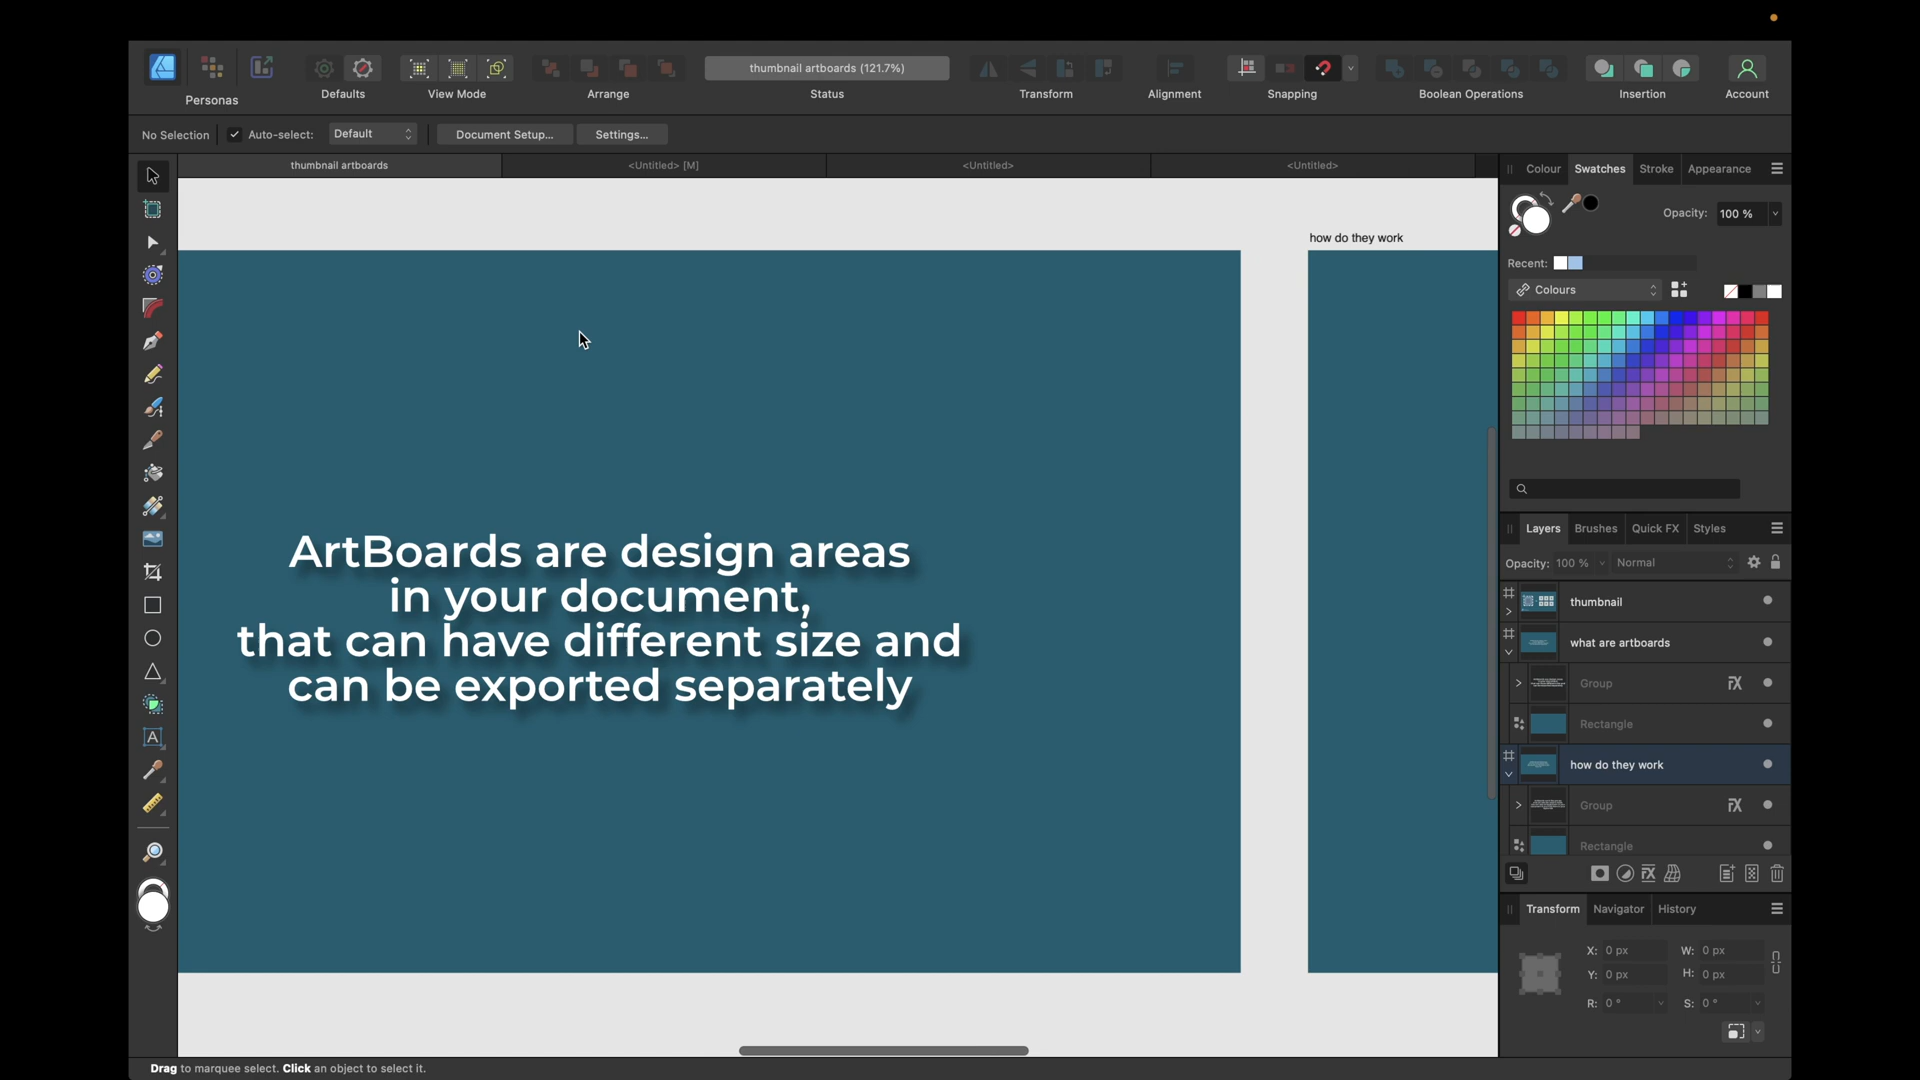 thumbnail artboards (121.7%)
Personas
Defaults
View Mode
Arrange
Status
Transform
Alignment
Snapping
Boolean Operations
Insertion
Account
No Selection
Auto-select:
Default
Document Setup...
Settings...
thumbnail artboards
<Untitled> [M]
<Untitled>
<Untitled>
Colour
Swatches
Stroke
Appearance
Opacity:
100 %
Recent:
Colours
how do they work
ArtBoards are design areas
in your document,
that can have different size and
can be exported separately
Layers
Brushes
Quick FX
Styles
Opacity: 100 %
Normal
thumbnail
what are artboards
Group
Rectangle
how do they work
Group
Rectangle
Transform
Navigator
History
X: 0 px
W: 0 px
Y: 0 px
H: 0 px
R: 0 °
S: 0 °
Drag to marquee select. Click an object to select it.